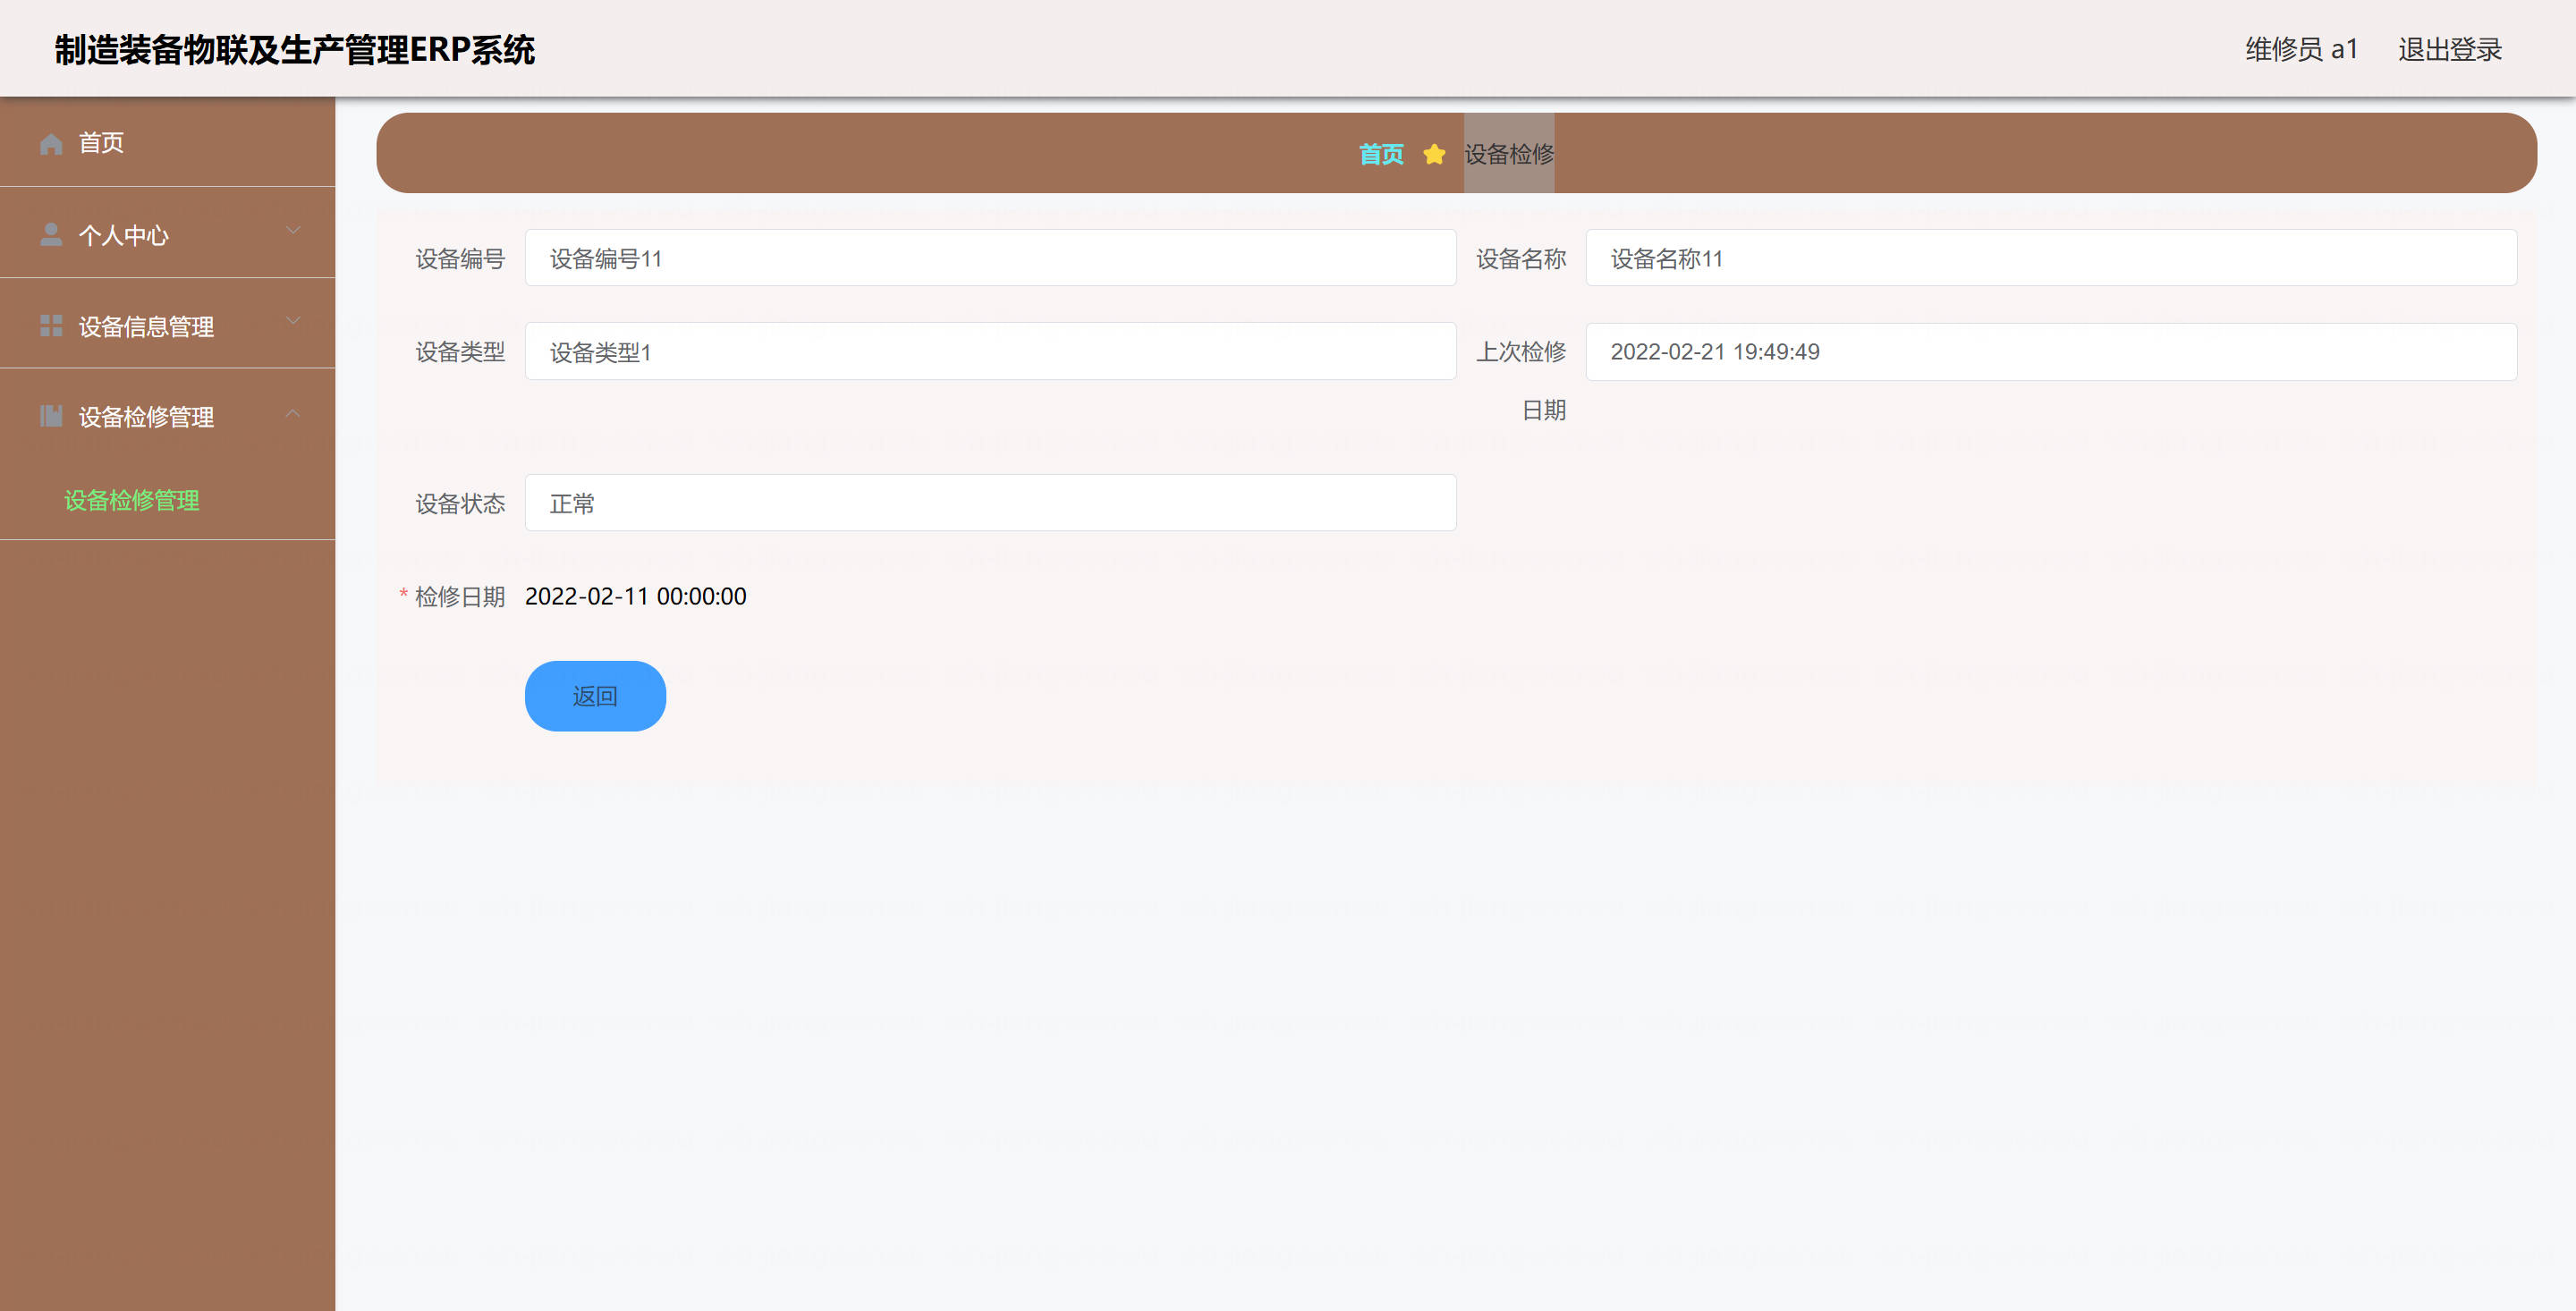 制造装备物联及生产管理ERP系统
维修员 a1 退出登录
首页
个人中心
设备信息管理
设备检修管理
设备检修管理
首页 设备检修
设备编号 设备编号11 设备名称 设备名称11
设备类型 设备类型1 上次检修 2022-02-21 19:49:49
日期
设备状态 正常
* 检修日期 2022-02-11 00:00:00
返回